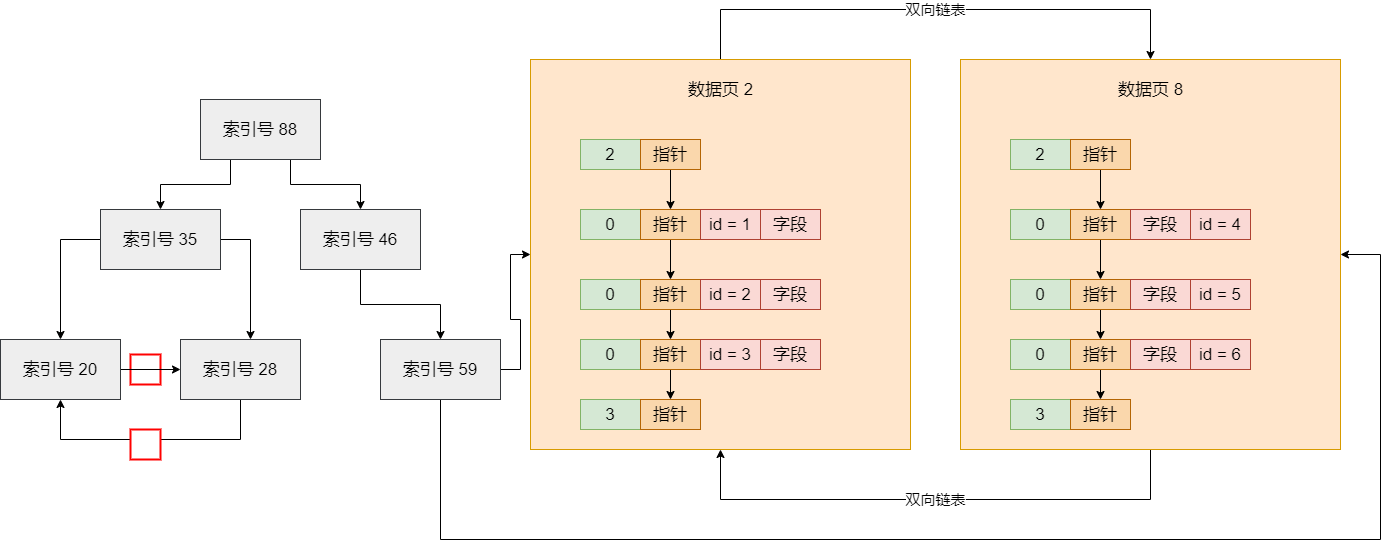 双向链表
数据页 2
数据页 8
索引号 88
2 指针
2 指针
索引号 35
索引号 46
0 指针 id = 1 字段
0 指针 字段 id = 4
0 指针 id = 2 字段
0 指针 字段 id = 5
索引号 20
索引号 28
索引号 59
0 指针 id = 3 字段
0 指针 字段 id = 6
3 指针
3 指针
双向链表